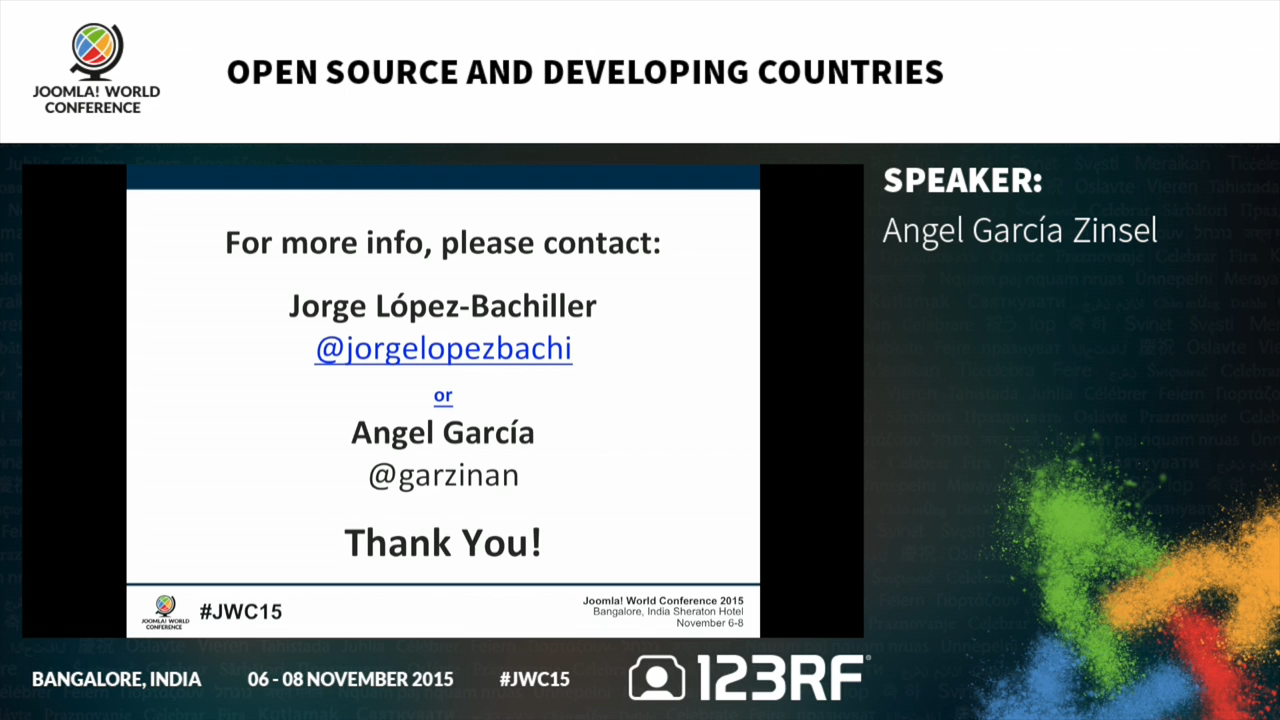 JOOMLA! WORLD
CONFERENCE
OPEN SOURCE AND DEVELOPING COUNTRIES
For more info, please contact:
Jorge López-Bachiller
@jorgelopezbachi
or
Angel García
@garzinan
Thank You!
JOOMLA! WORLD
CONFERENCE
#JWC15
Joomla! World Conference 2015
Bangalore, India Sheraton Hotel
November 6-8
SPEAKER:
Angel García Zinsel
BANGALORE, INDIA
06 - 08 NOVEMBER 2015
#JWC15
123RF